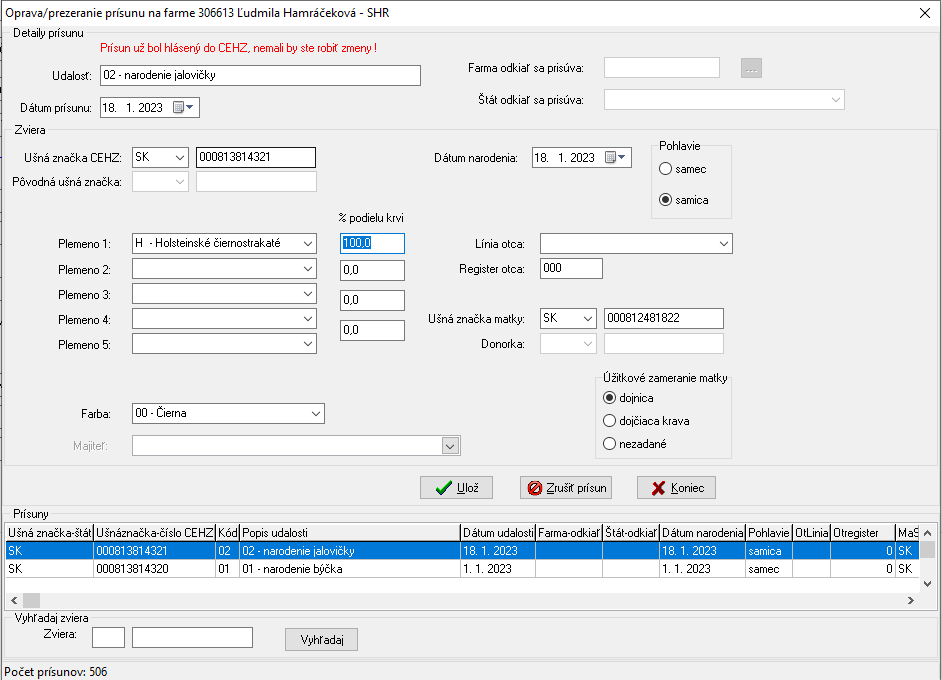 Oprava/prezeranie prísunu na farme 306613 Ľudmila Hamráčeková - SHR
Detaily prísunu
Prísun už bol hlásený do CEHZ, nemali by ste robiť zmeny !
Udalosť: 02 - narodenie jalovičky
Farma odkiaľ sa prisúva: ...
Dátum prísunu: 18. 1. 2023
Štát odkiaľ sa prisúva:
Zviera
Ušná značka CEHZ: SK 000813814321
Dátum narodenia: 18. 1. 2023
Pohlavie
samec
samica
Pôvodná ušná značka:
% podielu krvi
Plemeno 1: H - Holsteinské čiernostrakaté 100,0
Línia otca:
Plemeno 2: 0,0
Register otca: 000
Plemeno 3: 0,0
Plemeno 4: 0,0
Ušná značka matky: SK 000812481822
Plemeno 5:
Donorka:
Úžitkové zameranie matky
dojnica
dojčiaca krava
nezadané
Farba: 00 - Čierna
Majiteľ:
Ulož Zrušiť prísun Koniec
Prísuny
Ušná značka-štát Ušnáznačka-číslo CEHZ Kód Popis udalosti Dátum udalosti Farma-odkiaľ Štát-odkiaľ Dátum narodenia Pohlavie OtLinia Otregister MaS
SK 000813814321 02 02 - narodenie jalovičky 18. 1. 2023 18. 1. 2023 samica 0 SK
SK 000813814320 01 01 - narodenie býčka 1. 1. 2023 1. 1. 2023 samec 0 SK
Vyhľadaj zviera
Zviera: Vyhľadaj
Počet prísunov: 506